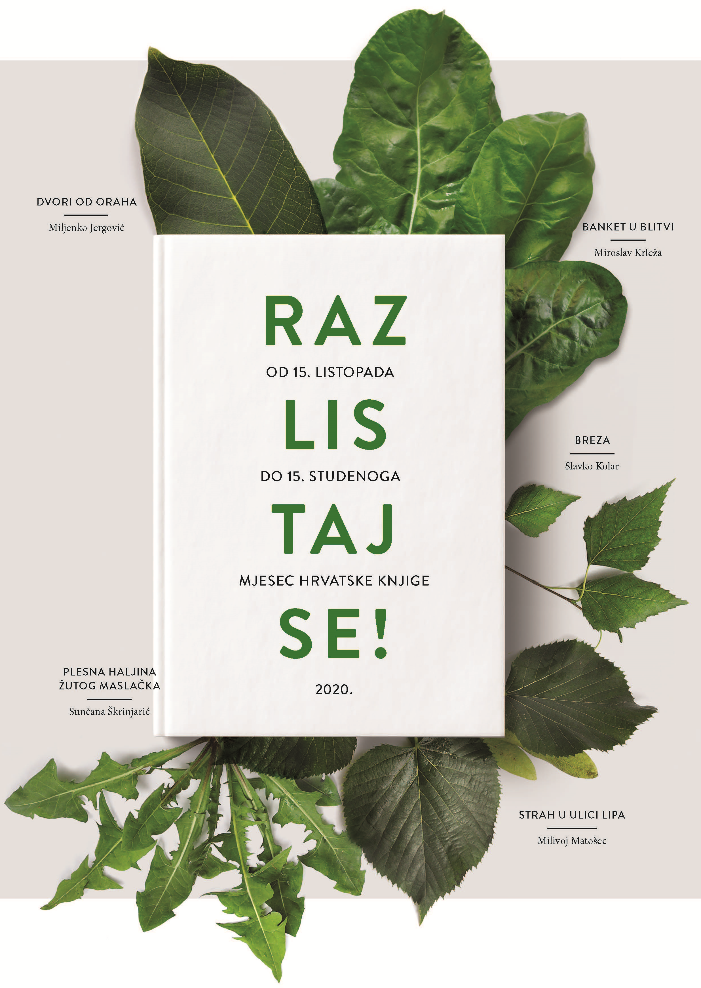 DVORI OD ORAHA
Miljenko Jergović
BANKET U BLITVI
Miroslav Krleža
RAZ
OD 15. LISTOPADA
LIS
DO 15. STUDENOGA
TAJ
MJESEC HRVATSKE KNJIGE
SE!
2020.
BREZA
Slavko Kolar
PLESNA HALJINA
ŽUTOG MASLAČKA
Sunčana Škrinjarić
STRAH U ULICI LIPA
Milivoj Matošec